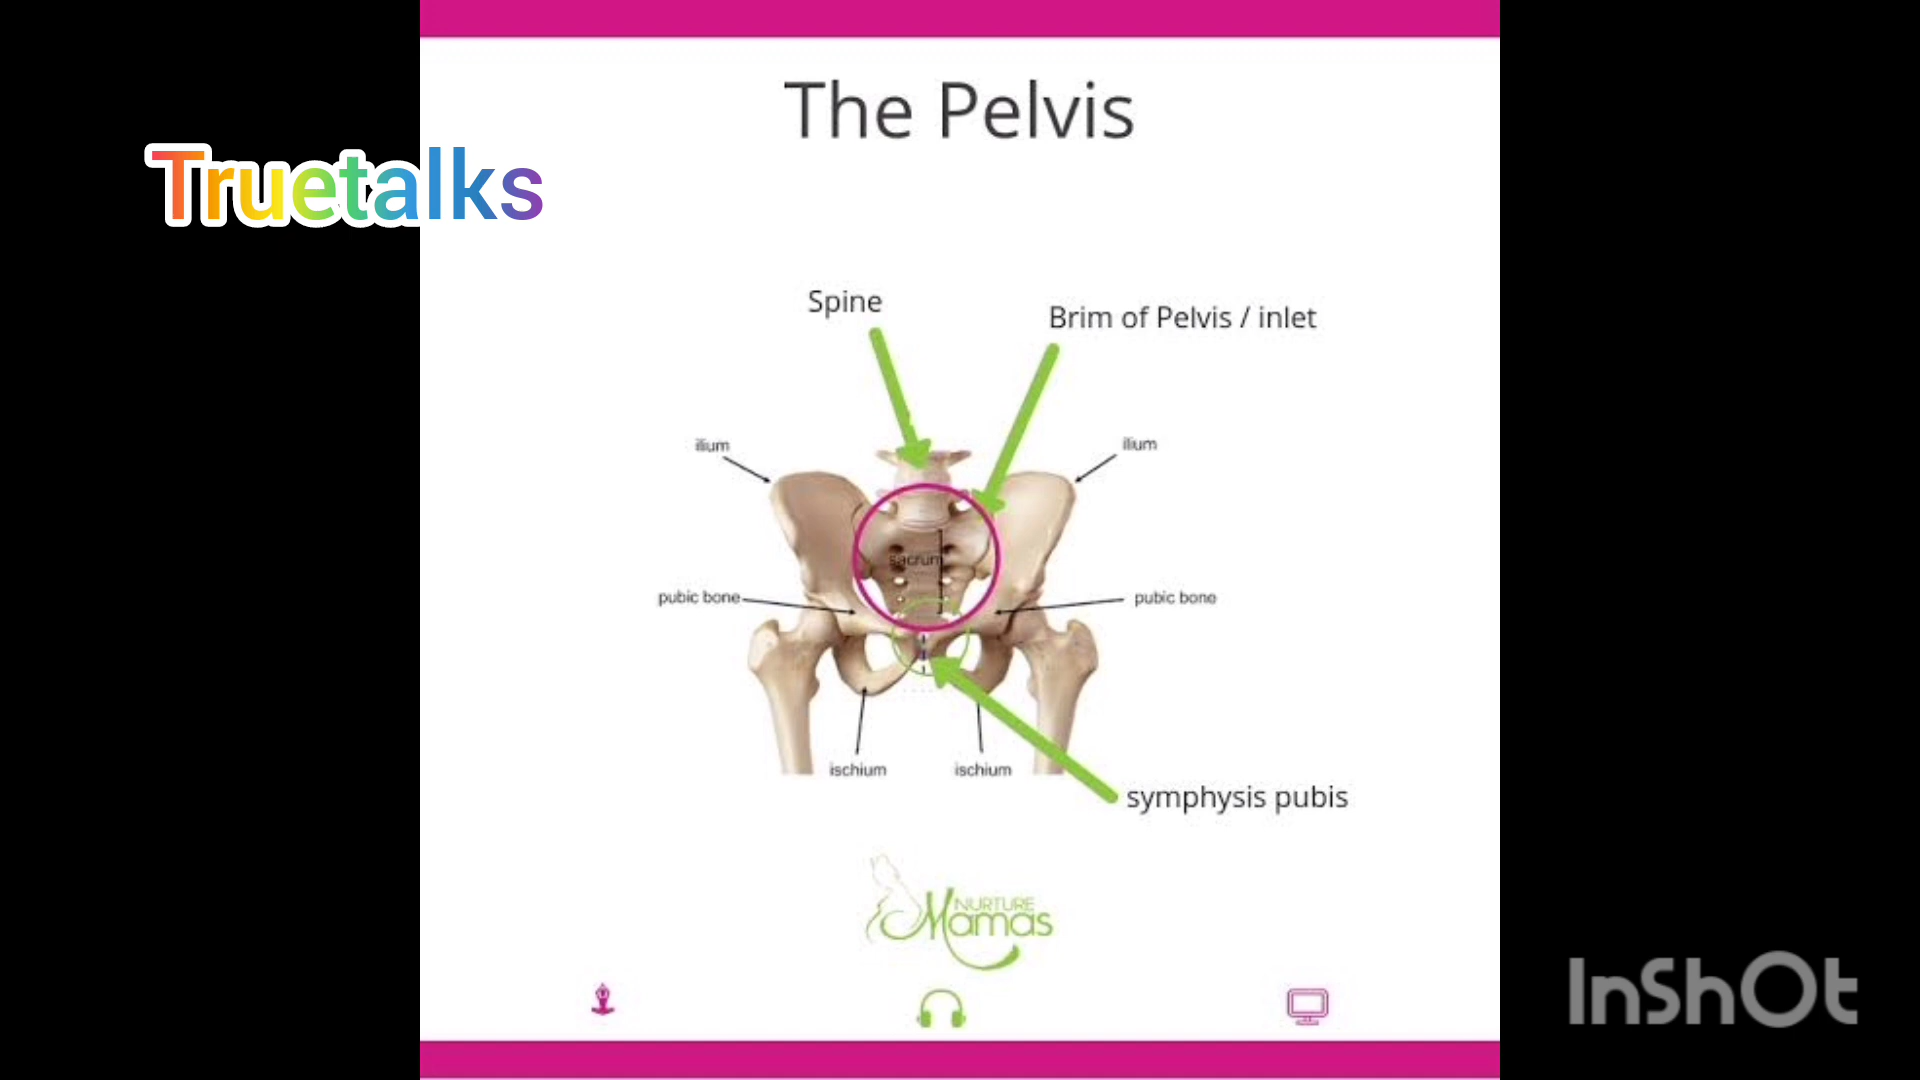 The Pelvis
Truetalks
Spine
Brim of Pelvis / inlet
ilium
ilium
sacrum
pubic bone
pubic bone
ischium
ischium
symphysis pubis
NURTURE
Mamas
InShOt